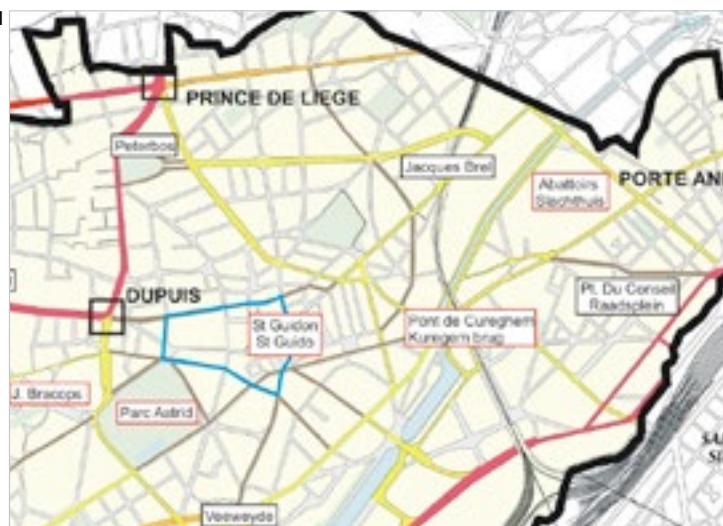 PRINCE DE LIEGE
Peterbos
Jacques Brel
Abattoirs
Slachthuis
PORTE AN
DUPUIS
Pl. Du Conseil
Raadsplein
St Guidon
St Guido
Pont de Cureghem
Kuregem brug
J. Bracops
Parc Astrid
Veeweyde